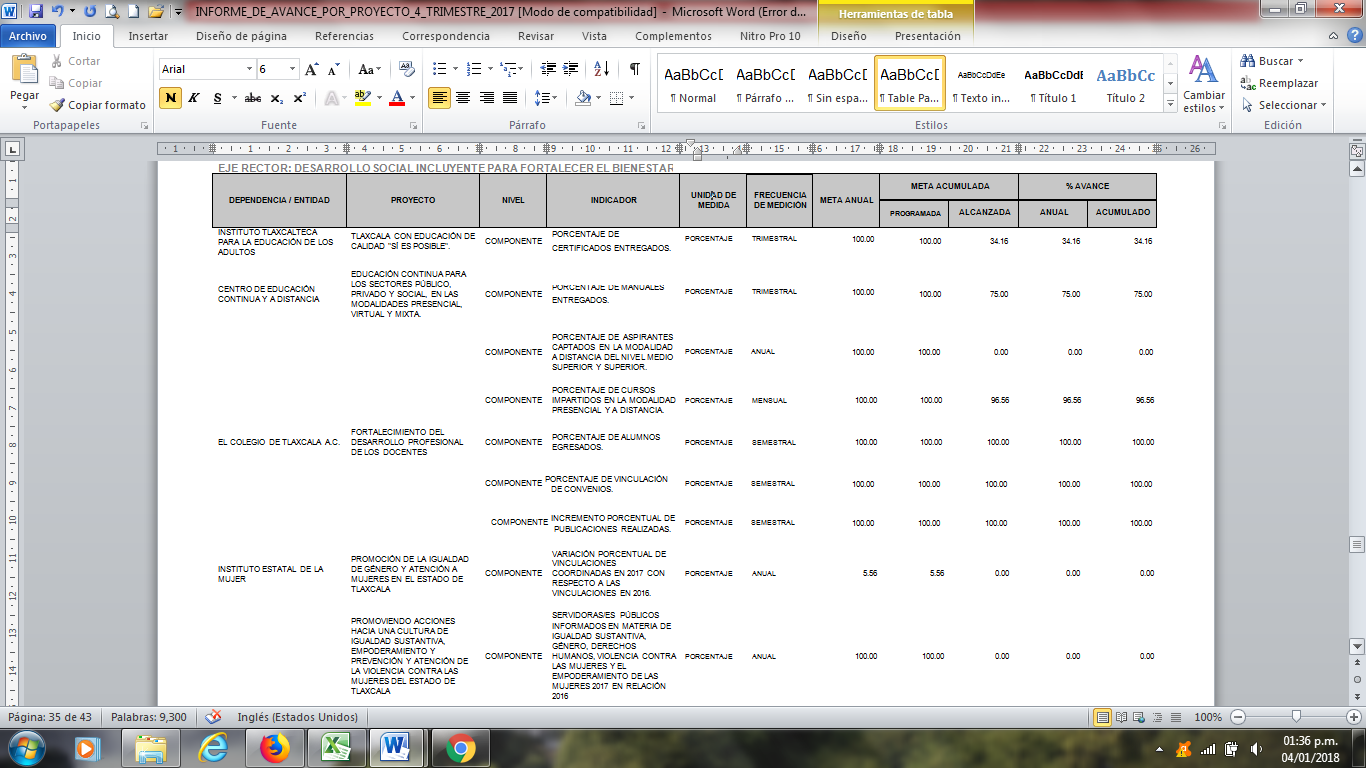 INFORME_DE_AVANCE_POR_PROYECTO_4_TRIMESTRE_2017 [Modo de compatibilidad] - Microsoft Word (Error d...
Herramientas de tabla
Archivo Inicio Insertar Diseño de página Referencias Correspondencia Revisar Vista Complementos Nitro Pro 10 Diseño Presentación
Pegar
Cortar
Copiar
Copiar formato
Portapapeles
Arial 6
N K S abc x₂ x²
Fuente
Párrafo
AaBbCcI AaBbCcI AaBbCcI AaBbCcI AaBbCcDdEe AaBbCcDdE AaBbCc
¶ Normal ¶ Párrafo ... ¶ Sin espa... ¶ Table Pa... ¶ Texto in... ¶ Título 1 Título 2
Cambiar estilos
Estilos
Buscar
Reemplazar
Seleccionar
Edición
EJE RECTOR: DESARROLLO SOCIAL INCLUYENTE PARA FORTALECER EL BIENESTAR
DEPENDENCIA / ENTIDAD PROYECTO NIVEL INDICADOR UNIDAD DE MEDIDA FRECUENCIA DE MEDICIÓN META ANUAL META ACUMULADA % AVANCE
PROGRAMADA ALCANZADA ANUAL ACUMULADO
INSTITUTO TLAXCALTECA
PARA LA EDUCACIÓN DE LOS
ADULTOS
TLAXCALA CON EDUCACIÓN DE
CALIDAD "SÍ ES POSIBLE".
COMPONENTE
PORCENTAJE DE
CERTIFICADOS ENTREGADOS.
PORCENTAJE TRIMESTRAL 100.00 100.00 34.16 34.16 34.16
CENTRO DE EDUCACIÓN
CONTINUA Y A DISTANCIA
EDUCACIÓN CONTINUA PARA
LOS SECTORES PÚBLICO,
PRIVADO Y SOCIAL, EN LAS
MODALIDADES PRESENCIAL,
VIRTUAL Y MIXTA.
COMPONENTE
PORCENTAJE DE MANUALES
ENTREGADOS.
PORCENTAJE TRIMESTRAL 100.00 100.00 75.00 75.00 75.00
COMPONENTE
PORCENTAJE DE ASPIRANTES
CAPTADOS EN LA MODALIDAD
A DISTANCIA DEL NIVEL MEDIO
SUPERIOR Y SUPERIOR.
PORCENTAJE ANUAL 100.00 100.00 0.00 0.00 0.00
COMPONENTE
PORCENTAJE DE CURSOS
IMPARTIDOS EN LA MODALIDAD
PRESENCIAL Y A DISTANCIA.
PORCENTAJE MENSUAL 100.00 100.00 96.56 96.56 96.56
EL COLEGIO DE TLAXCALA A.C.
FORTALECIMIENTO DEL
DESARROLLO PROFESIONAL
DE LOS DOCENTES
COMPONENTE
PORCENTAJE DE ALUMNOS
EGRESADOS.
PORCENTAJE SEMESTRAL 100.00 100.00 100.00 100.00 100.00
COMPONENTE
PORCENTAJE DE VINCULACIÓN
DE CONVENIOS.
PORCENTAJE SEMESTRAL 100.00 100.00 100.00 100.00 100.00
COMPONENTE
INCREMENTO PORCENTUAL DE
PUBLICACIONES REALIZADAS.
PORCENTAJE SEMESTRAL 100.00 100.00 100.00 100.00 100.00
INSTITUTO ESTATAL DE LA
MUJER
PROMOCIÓN DE LA IGUALDAD
DE GÉNERO Y ATENCIÓN A
MUJERES EN EL ESTADO DE
TLAXCALA
COMPONENTE
VARIACIÓN PORCENTUAL DE
VINCULACIONES
COORDINADAS EN 2017 CON
RESPECTO A LAS
VINCULACIONES EN 2016.
PORCENTAJE ANUAL 5.56 5.56 0.00 0.00 0.00
PROMOVIENDO ACCIONES
HACIA UNA CULTURA DE
IGUALDAD SUSTANTIVA,
EMPODERAMIENTO Y
PREVENCIÓN Y ATENCIÓN DE
LA VIOLENCIA CONTRA LAS
MUJERES DEL ESTADO DE
TLAXCALA
COMPONENTE
SERVIDORAS/ES PÚBLICOS
INFORMADOS EN MATERIA DE
IGUALDAD SUSTANTIVA,
GÉNERO, DERECHOS
HUMANOS, VIOLENCIA CONTRA
LAS MUJERES Y EL
EMPODERAMIENTO DE LAS
MUJERES 2017 EN RELACIÓN
2016
PORCENTAJE ANUAL 100.00 100.00 0.00 0.00 0.00
Página: 35 de 43 Palabras: 9,300 Inglés (Estados Unidos) 100%
01:36 p.m.
04/01/2018